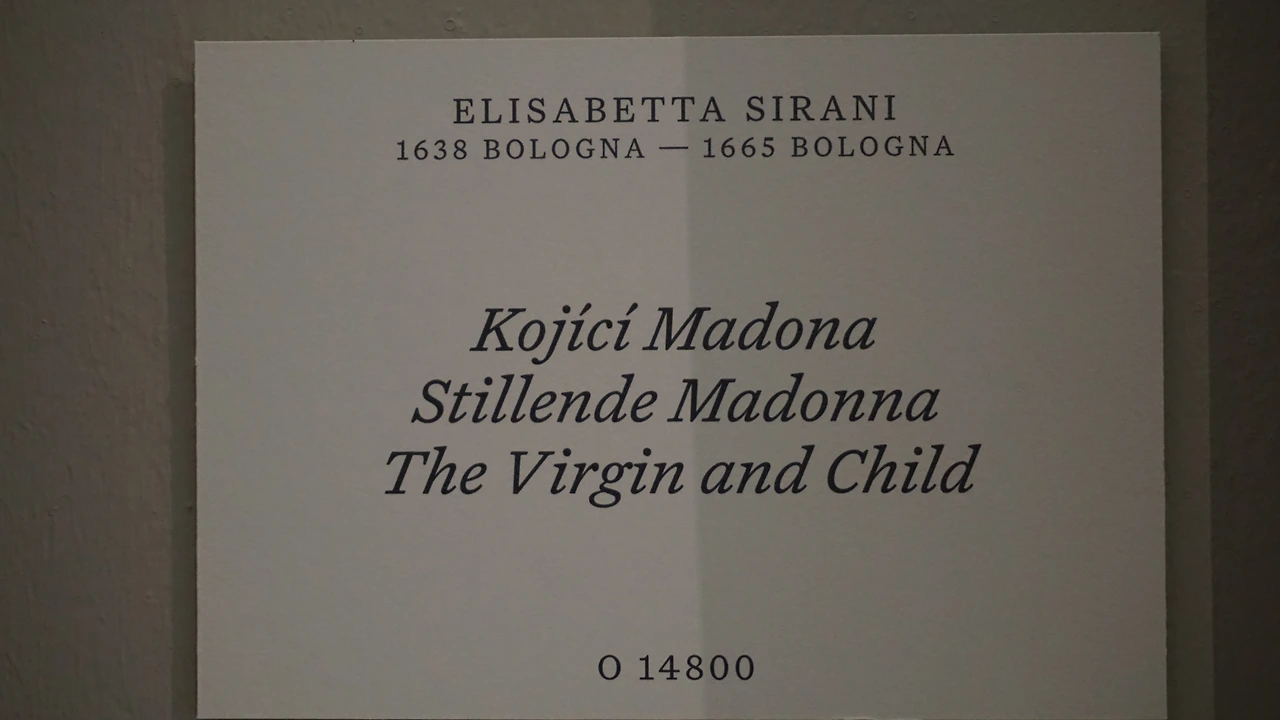 ELISABETTA SIRANI
1638 BOLOGNA — 1665 BOLOGNA
Kojící Madona
Stillende Madonna
The Virgin and Child
O 14800